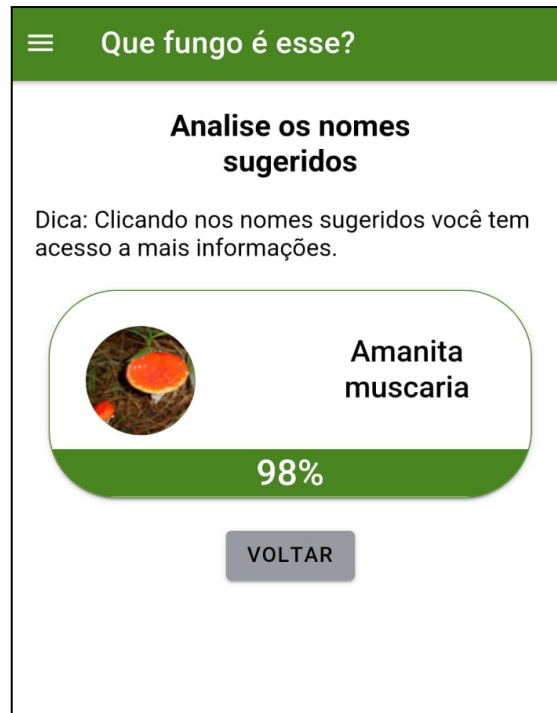 Que fungo é esse?
Analise os nomes
sugeridos
Dica: Clicando nos nomes sugeridos você tem
acesso a mais informações.
Amanita
muscaria
98%
VOLTAR